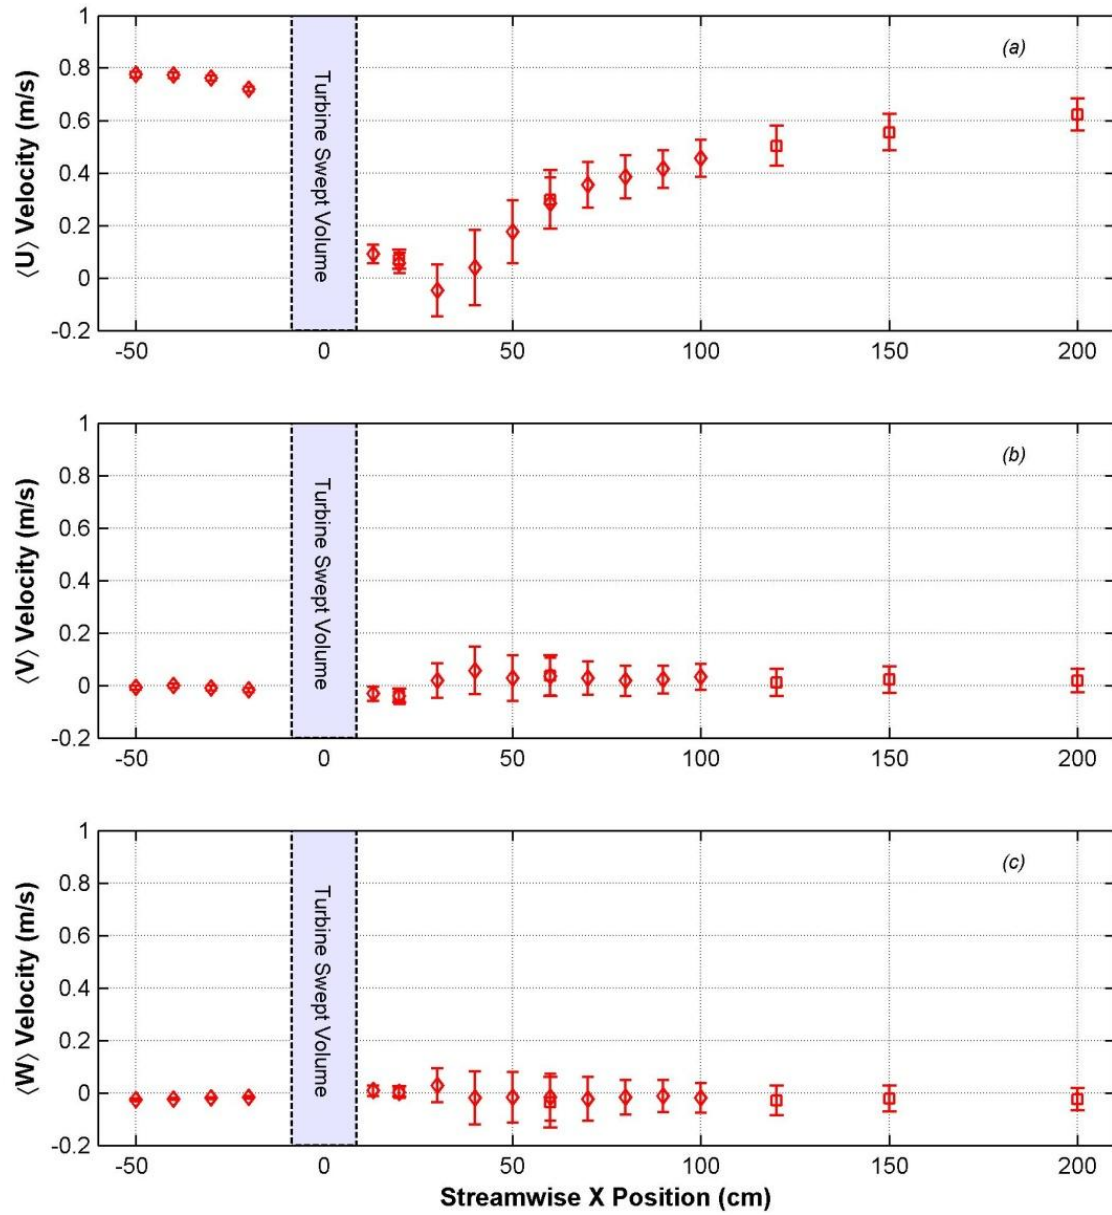 1
0.8
0.6
0.4
0.2
0
-0.2
⟨U⟩ Velocity (m/s)
Turbine Swept Volume
(a)
-50 0 50 100 150 200
1
0.8
0.6
0.4
0.2
0
-0.2
⟨V⟩ Velocity (m/s)
Turbine Swept Volume
(b)
-50 0 50 100 150 200
1
0.8
0.6
0.4
0.2
0
-0.2
⟨W⟩ Velocity (m/s)
Turbine Swept Volume
(c)
-50 0 50 100 150 200
Streamwise X Position (cm)